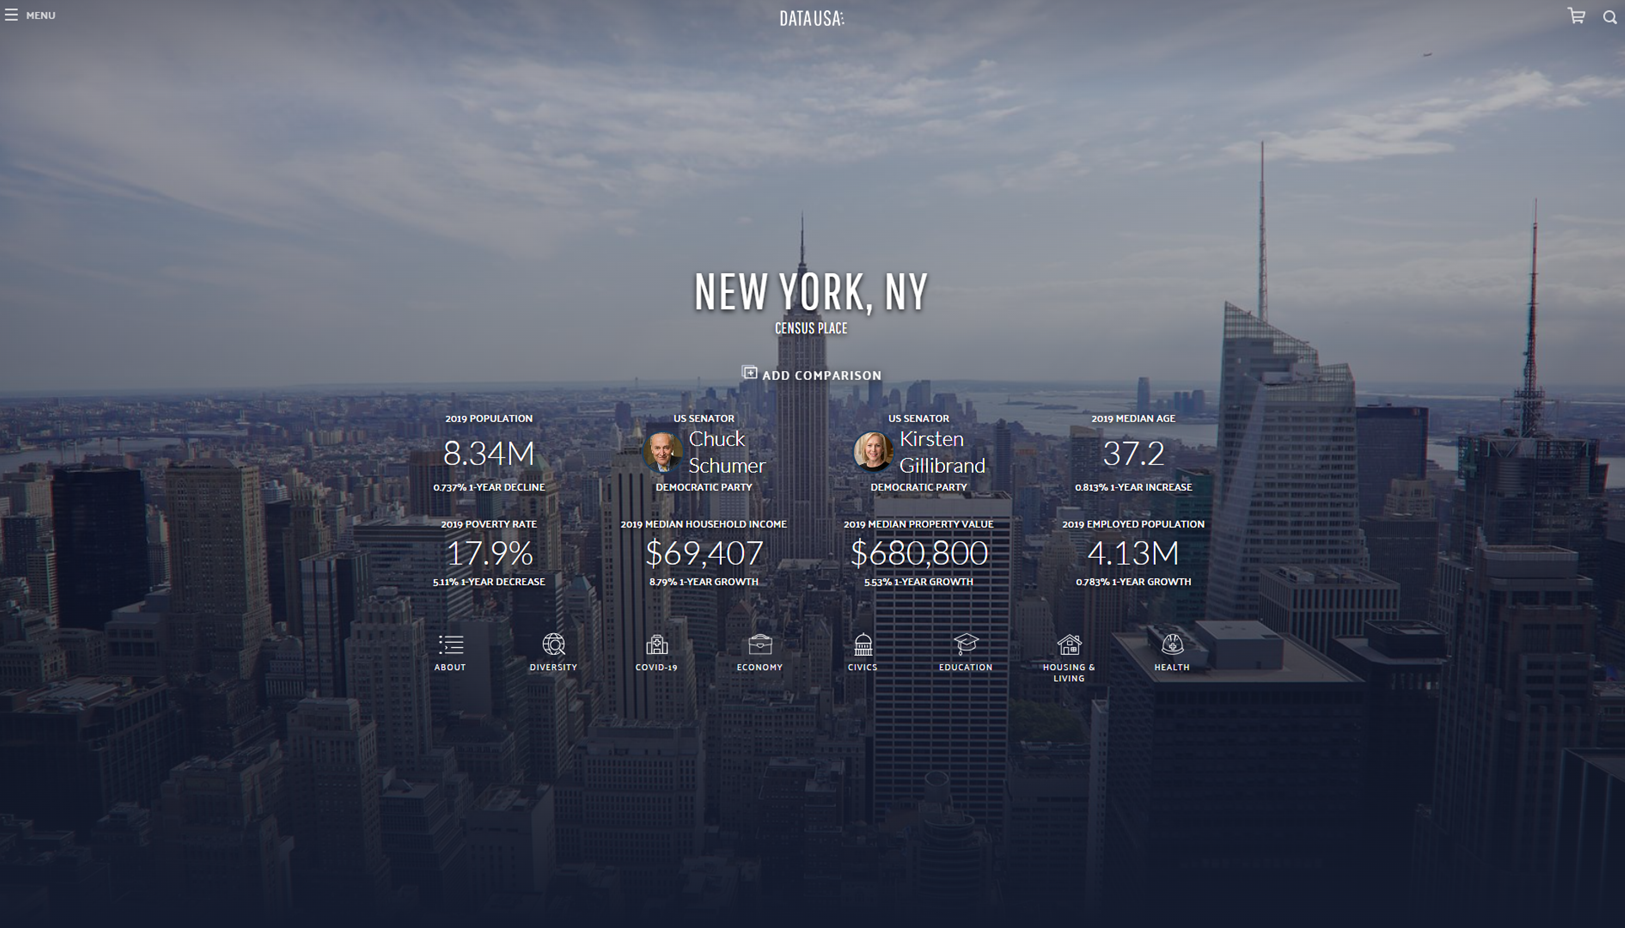 MENU
DATA USA:
NEW YORK, NY
CENSUS PLACE
ADD COMPARISON
2019 POPULATION
8.34M
0.737% 1-YEAR DECLINE
US SENATOR
Chuck
Schumer
DEMOCRATIC PARTY
US SENATOR
Kirsten
Gillibrand
DEMOCRATIC PARTY
2019 MEDIAN AGE
37.2
0.813% 1-YEAR INCREASE
2019 POVERTY RATE
17.9%
5.11% 1-YEAR DECREASE
2019 MEDIAN HOUSEHOLD INCOME
$69,407
8.79% 1-YEAR GROWTH
2019 MEDIAN PROPERTY VALUE
$680,800
5.53% 1-YEAR GROWTH
2019 EMPLOYED POPULATION
4.13M
0.783% 1-YEAR GROWTH
ABOUT
DIVERSITY
COVID-19
ECONOMY
CIVICS
EDUCATION
HOUSING &
LIVING
HEALTH